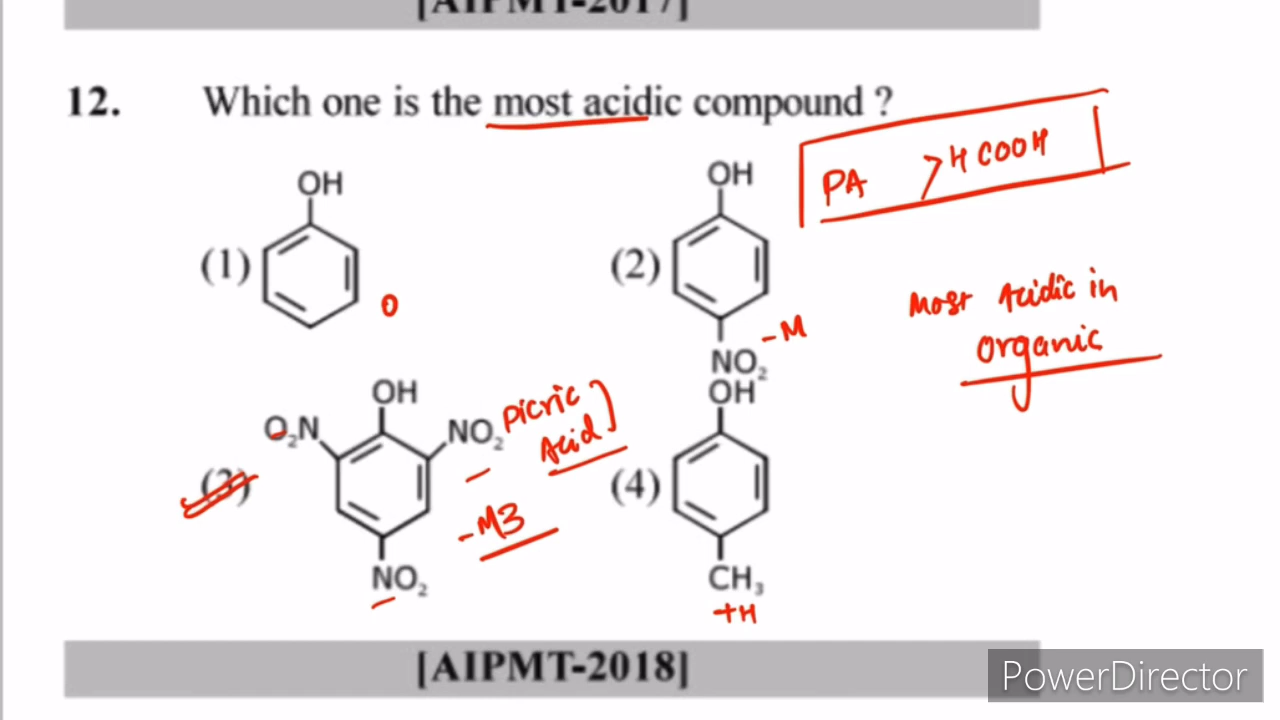 [AIPMT-2017]
12. Which one is the most acidic compound ?
PA > HCOOH
(1) OH
O
(2) OH
NO₂ -M
Most Acidic in
organic
(3) OH
O₂N NO₂
NO₂
Picric
Acid
-M3
(4) OH
CH₃
+H
[AIPMT-2018]
PowerDirector